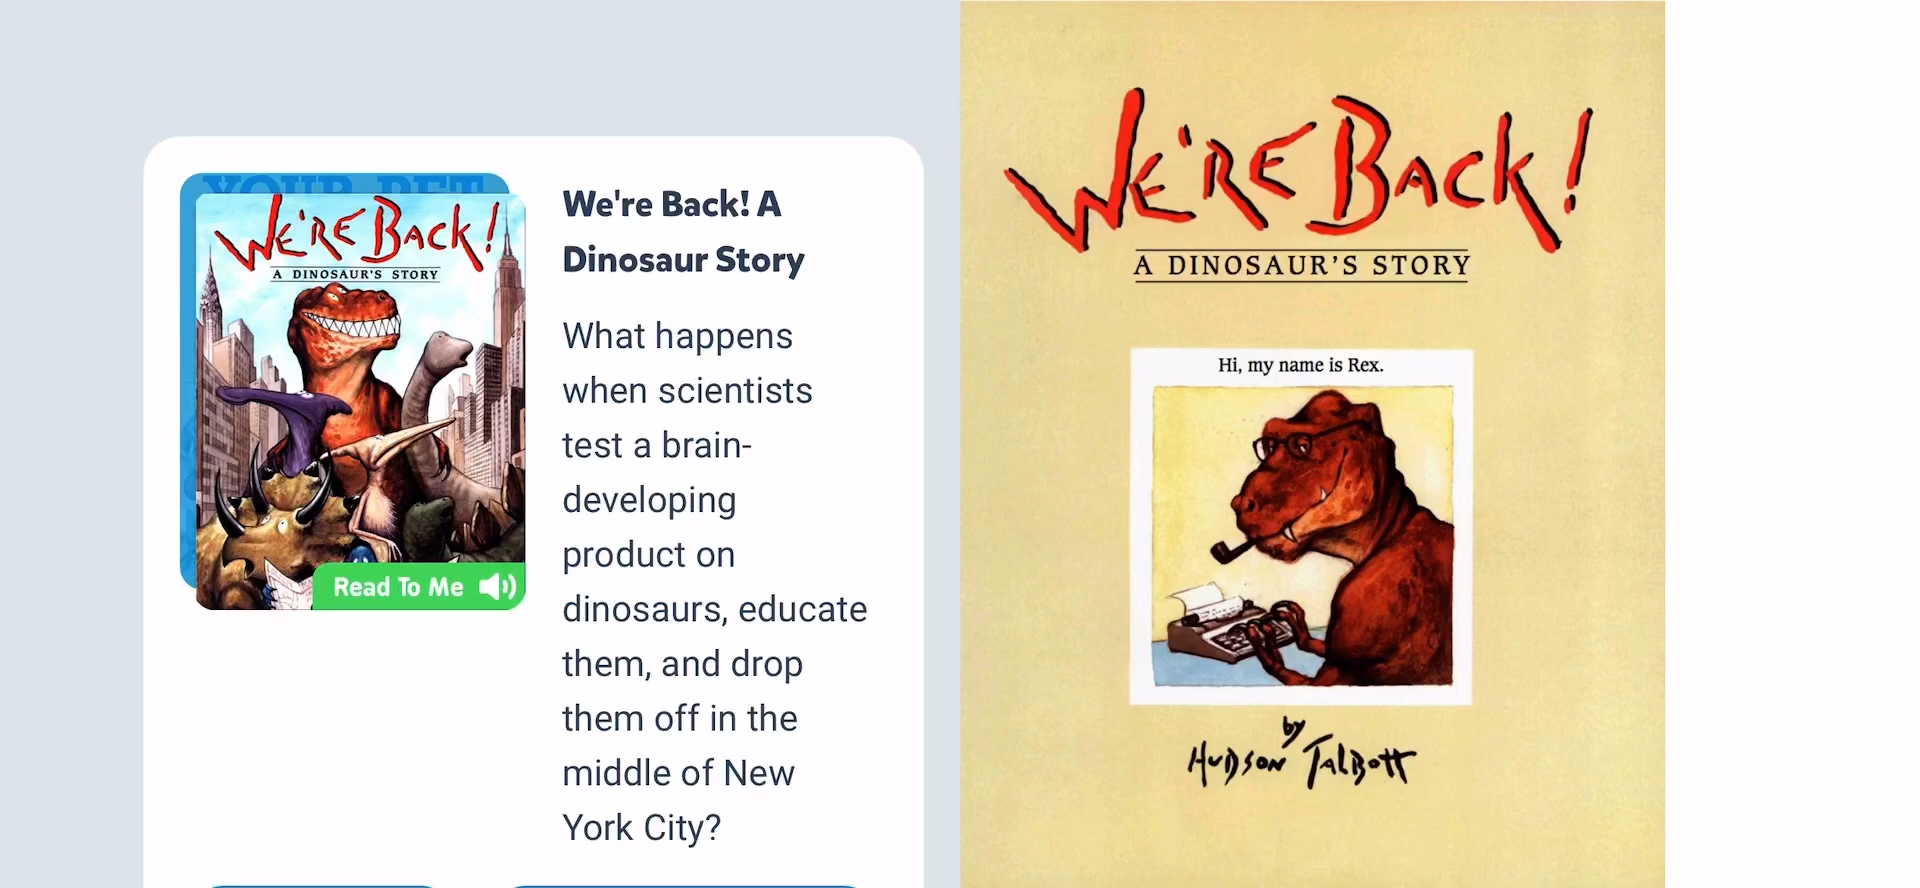 YOUR PET
WE'RE BACK!
A DINOSAUR'S STORY
Read To Me
We're Back! A
Dinosaur Story
What happens
when scientists
test a brain-
developing
product on
dinosaurs, educate
them, and drop
them off in the
middle of New
York City?
WE'RE BACK!
A DINOSAUR'S STORY
Hi, my name is Rex.
by
HUDSON TALBOTT